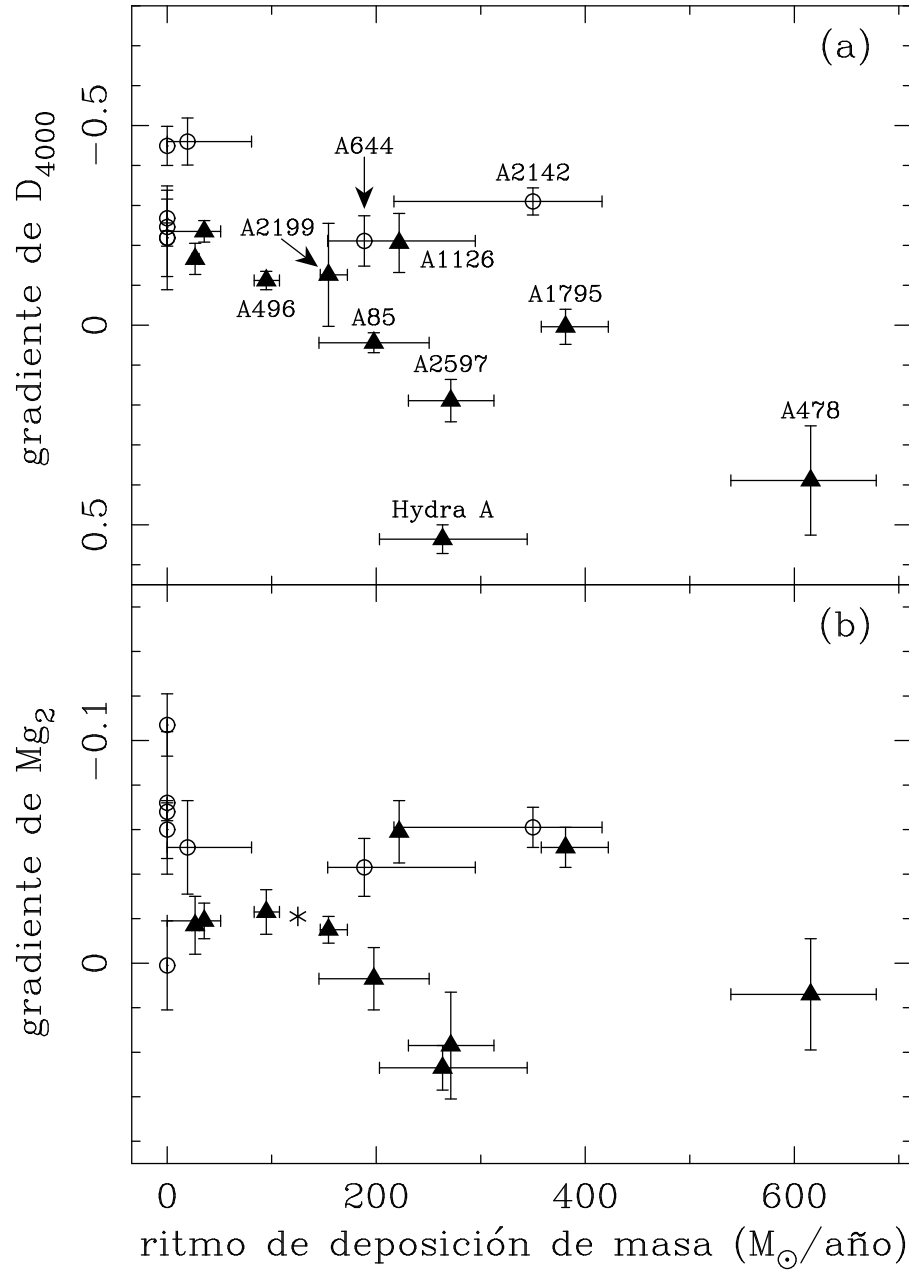 (a)
gradiente de D4000
−0.5
0
0.5
A644
A2142
A2199
A1126
A496
A85
A1795
A2597
A478
Hydra A
(b)
gradiente de Mg2
−0.1
0
0 200 400 600
ritmo de deposición de masa (M⊙/año)